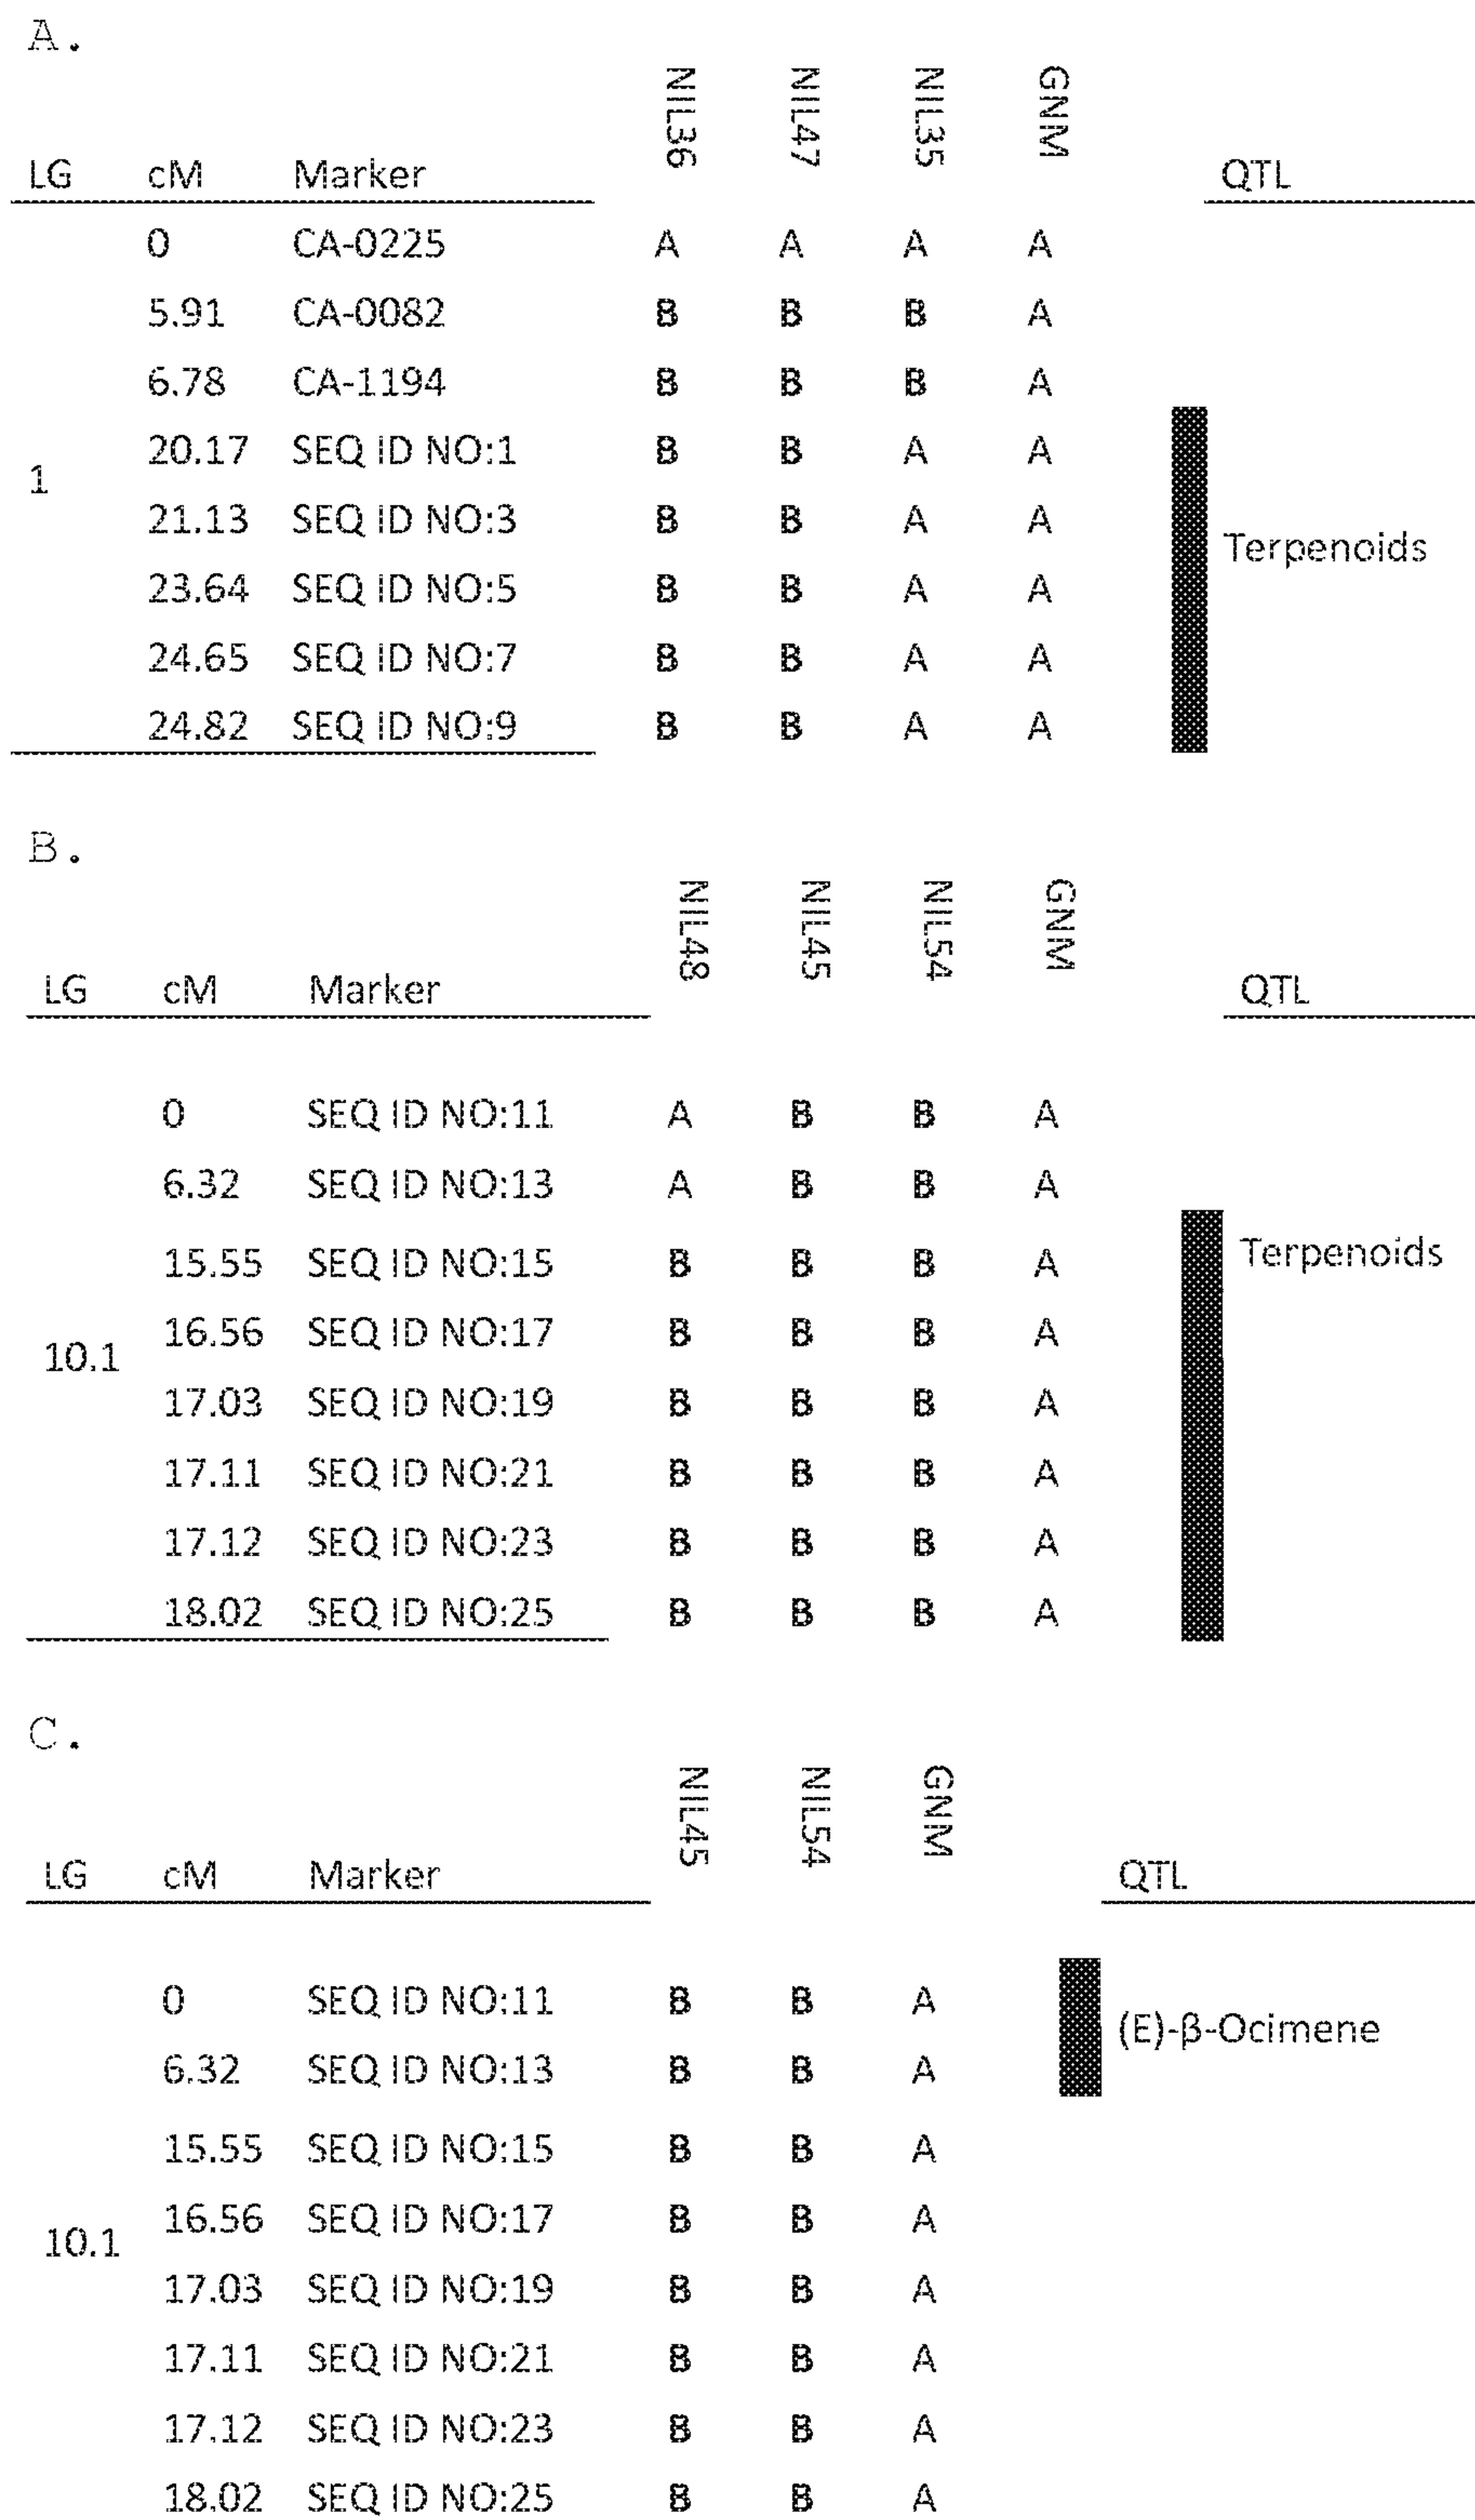 A.
NIL36 NIL47 NIL35 GNM
LG cM Marker QTL
0 CA-0225 A A A A
5.91 CA-0082 B B B A
6.78 CA-1194 B B B A
20.17 SEQ ID NO:1 B B A A
1
21.13 SEQ ID NO:3 B B A A
Terpenoids
23.64 SEQ ID NO:5 B B A A
24.65 SEQ ID NO:7 B B A A
24.82 SEQ ID NO:9 B B A A
B.
NIL48 NIL45 NIL54 GNM
LG cM Marker QTL
0 SEQ ID NO:11 A B B A
6.32 SEQ ID NO:13 A B B A
15.55 SEQ ID NO:15 B B B A Terpenoids
16.56 SEQ ID NO:17 B B B A
10.1
17.03 SEQ ID NO:19 B B B A
17.11 SEQ ID NO:21 B B B A
17.12 SEQ ID NO:23 B B B A
18.02 SEQ ID NO:25 B B B A
C.
NIL45 NIL54 GNM
LG cM Marker QTL
0 SEQ ID NO:11 B B A
(E)-β-Ocimene
6.32 SEQ ID NO:13 B B A
15.55 SEQ ID NO:15 B B A
16.56 SEQ ID NO:17 B B A
10.1
17.03 SEQ ID NO:19 B B A
17.11 SEQ ID NO:21 B B A
17.12 SEQ ID NO:23 B B A
18.02 SEQ ID NO:25 B B A